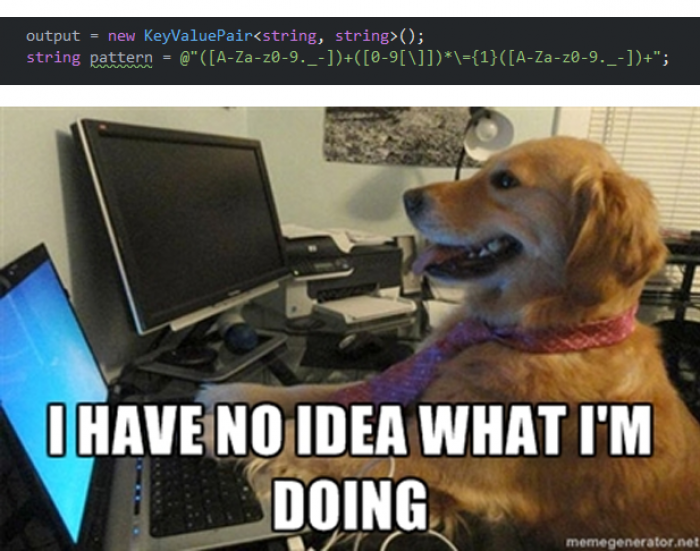 output = new KeyValuePair<string, string>();
string pattern = @"([A-Za-z0-9._-])+([0-9[\]])*\={1}([A-Za-z0-9._-])+";
I HAVE NO IDEA WHAT I'M
DOING
memegenerator.net